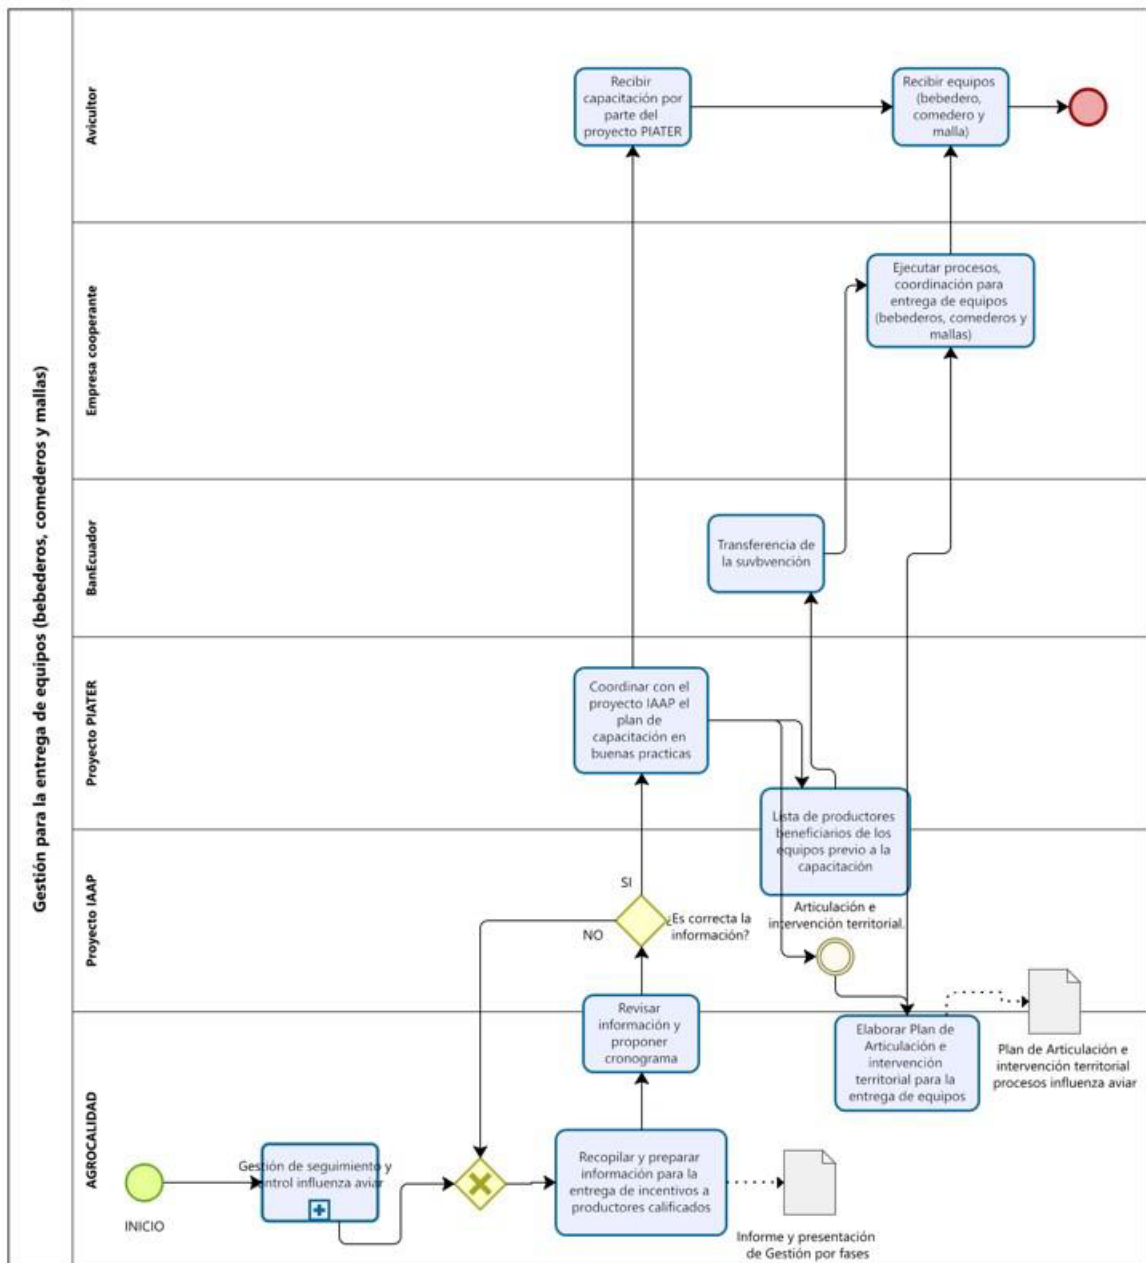 Gestión para la entrega de equipos (bebederos, comederos y mallas)
Avicultor
Recibir
capacitación por
parte del
proyecto PIATER
Recibir equipos
(bebedero,
comedero y
malla)
Empresa cooperante
Ejecutar procesos,
coordinación para
entrega de equipos
(bebederos, comederos y
mallas)
BanEcuador
Transferencia de
la suvbvención
Proyecto PIATER
Coordinar con el
proyecto IAAP el
plan de
capacitación en
buenas practicas
Lista de productores
beneficiarios de los
equipos previo a la
capacitación
Proyecto IAAP
SI
NO
¿Es correcta la
información?
Articulación e
intervención territorial.
Revisar
información y
proponer
cronograma
Elaborar Plan de
Articulación e
intervención
territorial para la
entrega de equipos
Plan de Articulación e
intervención territorial
procesos influenza aviar
AGROCALIDAD
INICIO
Gestión de seguimiento y
control influenza aviar
Recopilar y preparar
información para la
entrega de incentivos a
productores calificados
Informe y presentación
de Gestión por fases